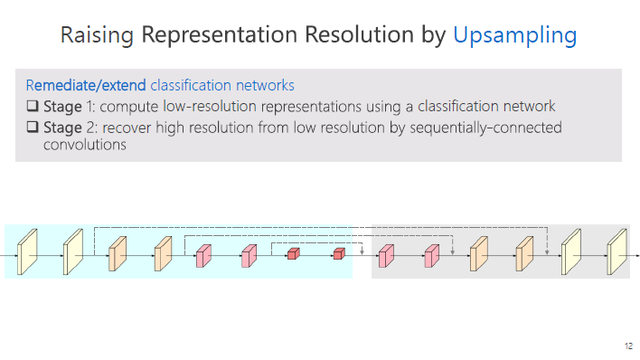 Raising Representation Resolution by Upsampling
Remediate/extend classification networks
❑ Stage 1: compute low-resolution representations using a classification network
❑ Stage 2: recover high resolution from low resolution by sequentially-connected
convolutions
12